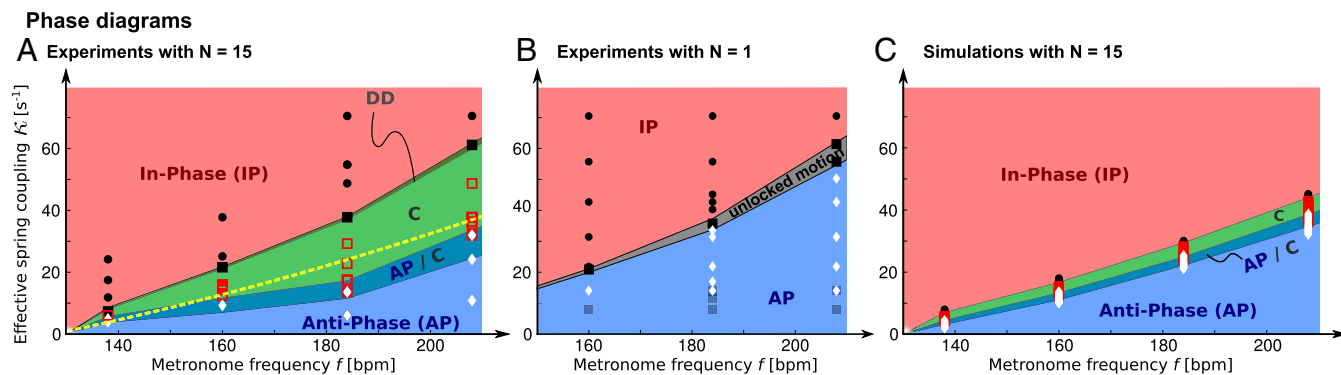 Phase diagrams
A Experiments with N = 15
B Experiments with N = 1
C Simulations with N = 15
Effective spring coupling 𝒦 [s⁻¹]
60
40
20
0
DD
In-Phase (IP)
C
AP / C
Anti-Phase (AP)
140 160 180 200
Metronome frequency f [bpm]
60
40
20
0
IP
unlocked motion
AP
160 180 200
Metronome frequency f [bpm]
60
40
20
0
In-Phase (IP)
C
AP / C
Anti-Phase (AP)
140 160 180 200
Metronome frequency f [bpm]